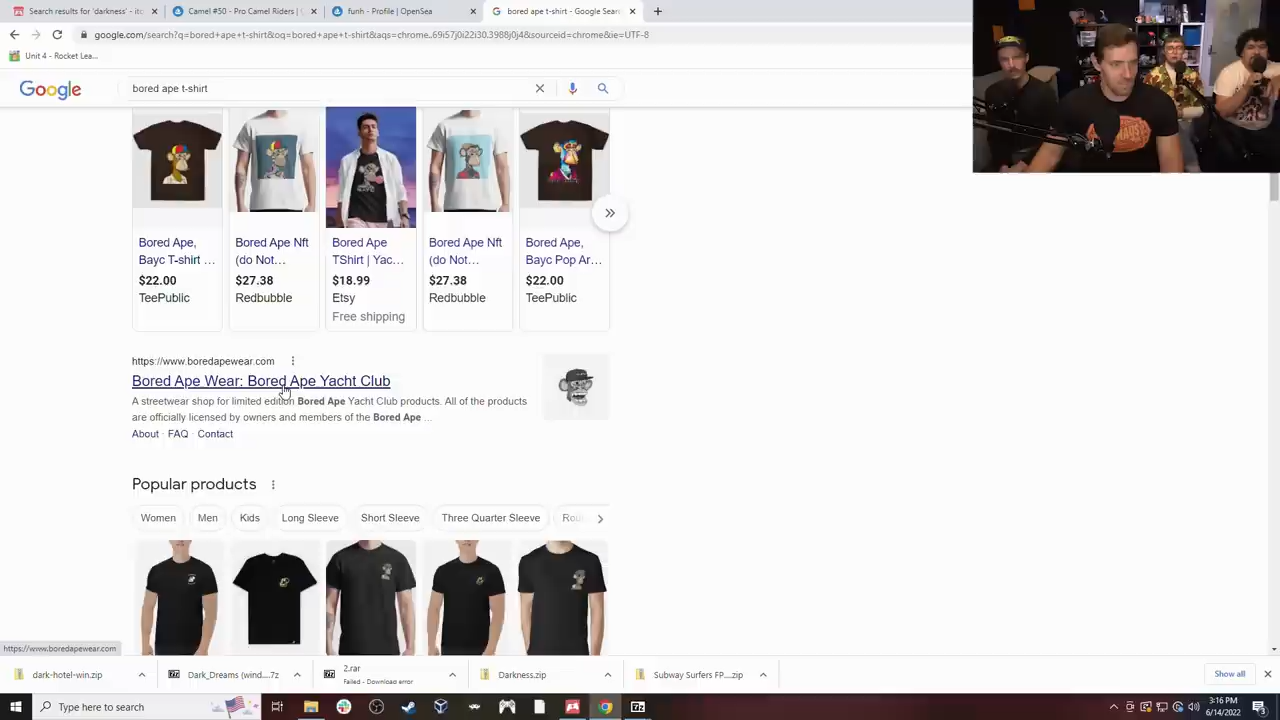 Search results for 'darkness' - itc
Camel #50 - Pro Camel Riders | O
funh - Profile | OpenSea
bored ape t-shirt - Google Sear
google.com/search?q=bored+ape+t-shirt&oq=bored+ape+t-shirt&aqs=chrome..69i57j0i22i30.3988j0j4&sourceid=chrome&ie=UTF-8
Unit 4 - Rocket Lea...
Google
bored ape t-shirt
Bored Ape, Bored Ape Nft Bored Ape Bored Ape Nft Bored Ape,
Bayc T-shirt ... (do Not... TShirt | Yac... (do Not... Bayc Pop Ar...
$22.00 $27.38 $18.99 $27.38 $22.00
TeePublic Redbubble Etsy Redbubble TeePublic
Free shipping
https://www.boredapewear.com
Bored Ape Wear: Bored Ape Yacht Club
A streetwear shop for limited edition Bored Ape Yacht Club products. All of the products
are officially licensed by owners and members of the Bored Ape ...
About · FAQ · Contact
Popular products
Women Men Kids Long Sleeve Short Sleeve Three Quarter Sleeve Rou
https://www.boredapewear.com
dark-hotel-win.zip
Dark_Dreams (wind....7z
2.rar
Failed - Download error
Darkness.zip
Subway Surfers FP....zip
Show all
Type here to search
3:16 PM
6/14/2022